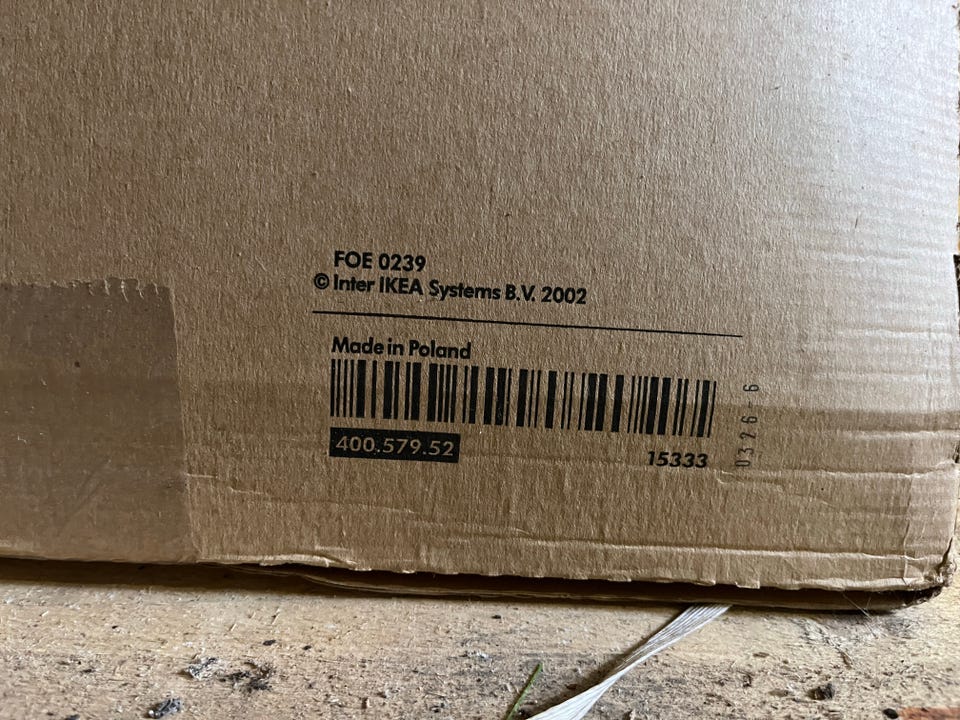 FOE 0239
© Inter IKEA Systems B.V. 2002
Made in Poland
400.579.52
15333
0326-6